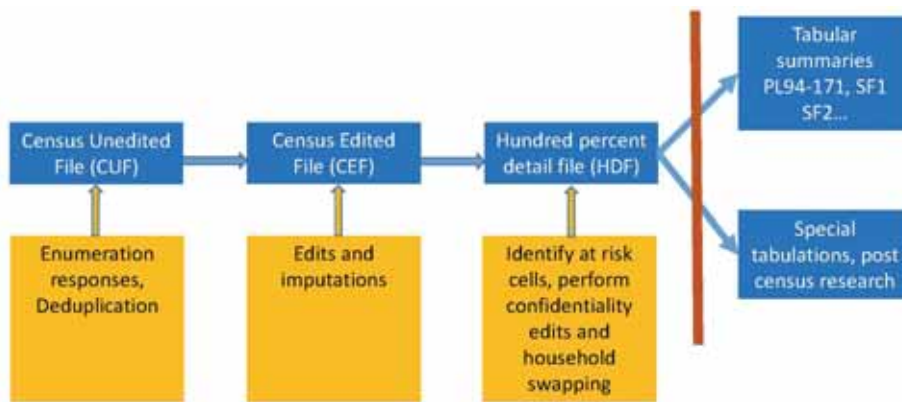 Census Unedited
File (CUF)
Census Edited
File (CEF)
Hundred percent
detail file (HDF)
Tabular
summaries
PL94-171, SF1
SF2...
Special
tabulations, post
census research
Enumeration
responses,
Deduplication
Edits and
imputations
Identify at risk
cells, perform
confidentiality
edits and
household
swapping